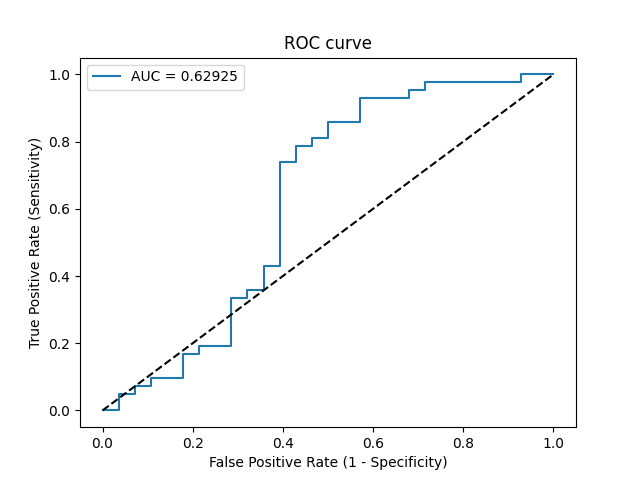 ROC curve
AUC = 0.62925
True Positive Rate (Sensitivity)
1.0
0.8
0.6
0.4
0.2
0.0
0.0 0.2 0.4 0.6 0.8 1.0
False Positive Rate (1 - Specificity)